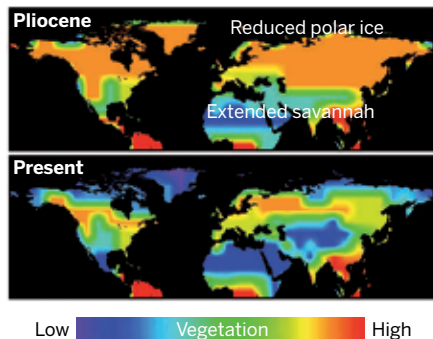 Pliocene
Reduced polar ice
Extended savannah
Present
Low Vegetation High